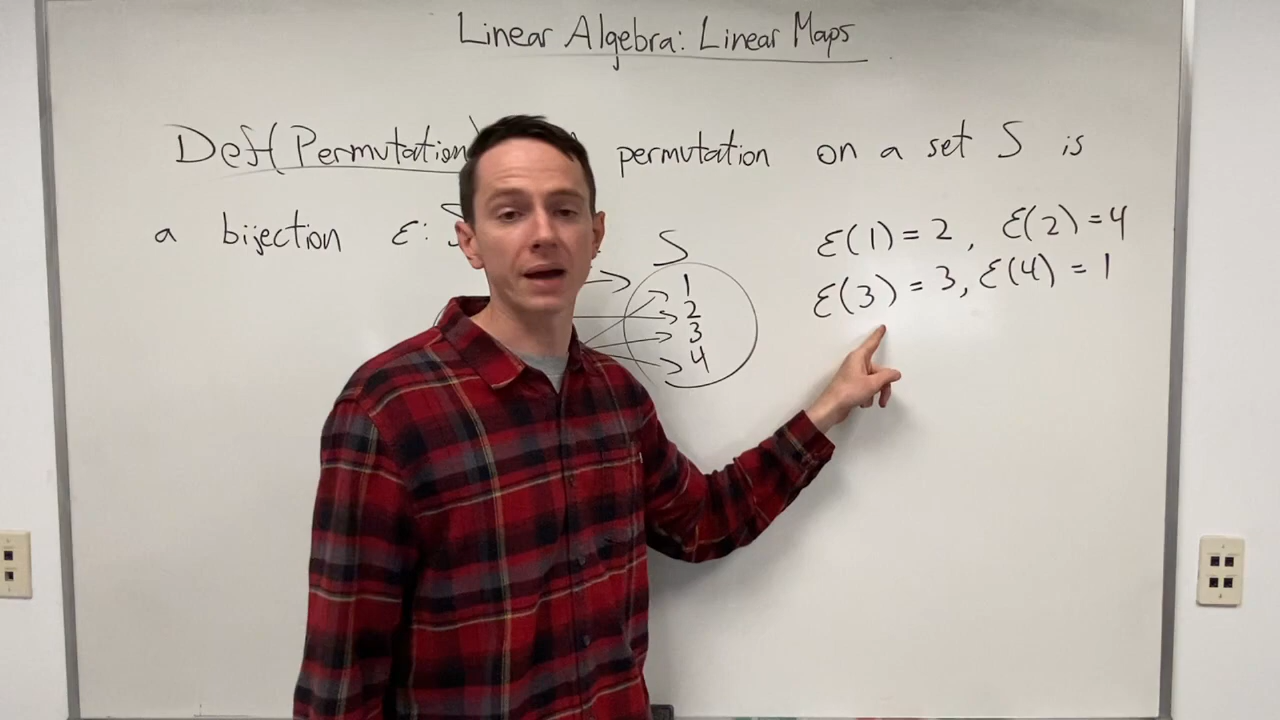 Linear Algebra: Linear Maps
Def(Permutation) permutation on a set S is
a bijection ε:
ε(1)=2, ε(2)=4
ε(3)=3, ε(4)=1
S
1
2
3
4